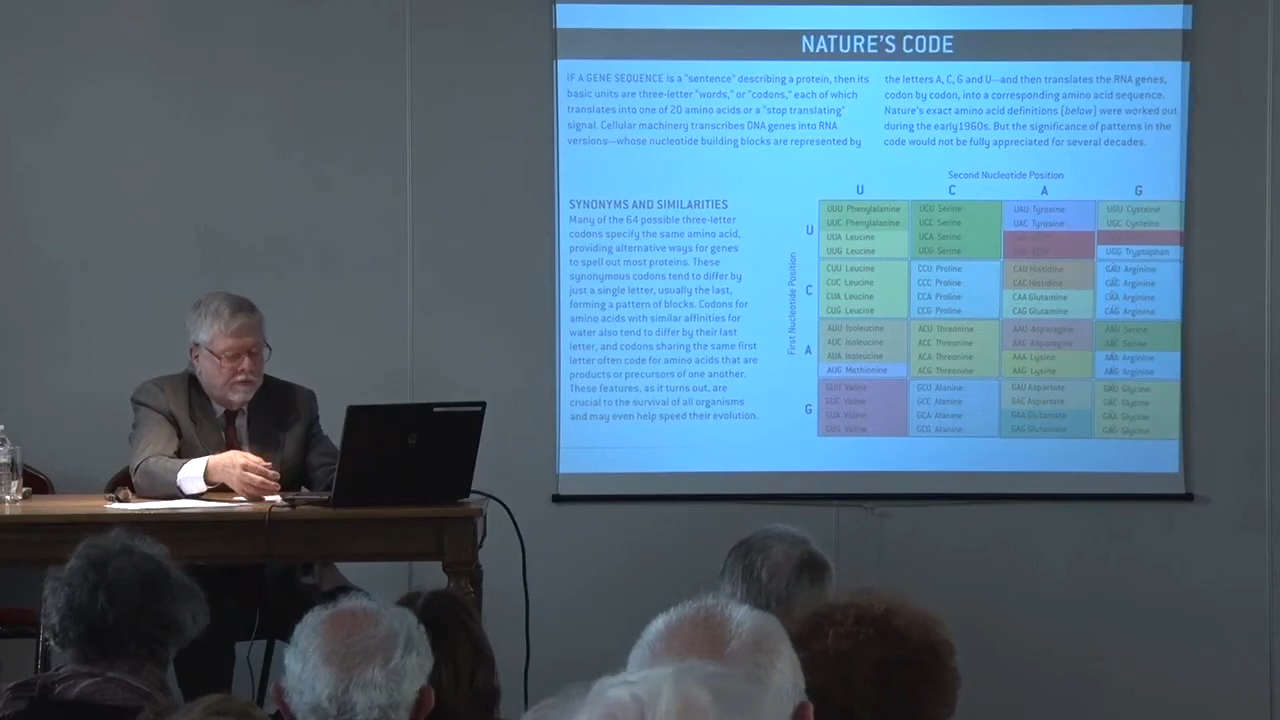 NATURE'S CODE
IF A GENE SEQUENCE is a "sentence" describing a protein, then its
basic units are three-letter "words," or "codons," each of which
translates into one of 20 amino acids or a "stop translating"
signal. Cellular machinery transcribes DNA genes into RNA
versions—whose nucleotide building blocks are represented by
the letters A, C, G and U—and then translates the RNA genes,
codon by codon, into a corresponding amino acid sequence.
Nature's exact amino acid definitions (below) were worked out
during the early1960s. But the significance of patterns in the
code would not be fully appreciated for several decades.
SYNONYMS AND SIMILARITIES
Many of the 64 possible three-letter
codons specify the same amino acid,
providing alternative ways for genes
to spell out most proteins. These
synonymous codons tend to differ by
just a single letter, usually the last,
forming a pattern of blocks. Codons for
amino acids with similar affinities for
water also tend to differ by their last
letter, and codons sharing the same first
letter often code for amino acids that are
products or precursors of one another.
These features, as it turns out, are
crucial to the survival of all organisms
and may even help speed their evolution.
Second Nucleotide Position
U C A G
First Nucleotide Position
U
UUU Phenylalanine UCU Serine UAU Tyrosine UGU Cysteine
UUC Phenylalanine UCC Serine UAC Tyrosine UGC Cysteine
UUA Leucine UCA Serine
UUG Leucine UCG Serine UGG Tryptophan
C
CUU Leucine CCU Proline CAU Histidine Arginine
CUC Leucine CCC Proline CAC Histidine Arginine
CUA Leucine CCA Proline CAA Glutamine Arginine
CUG Leucine CCG Proline CAG Glutamine Arginine
A
AUU Isoleucine ACU Threonine AAU Asparagine Serine
AUC Isoleucine ACC Threonine AAC Asparagine Serine
AUA Isoleucine ACA Threonine AAA Lysine Arginine
AUG Methionine ACG Threonine AAG Lysine Arginine
G
GUU Valine GCU Alanine GAU Aspartate Glycine
GUC Valine GCC Alanine GAC Aspartate Glycine
GUA Valine GCA Alanine GAA Glutamate Glycine
GUG Valine GCG Alanine GAG Glutamate Glycine